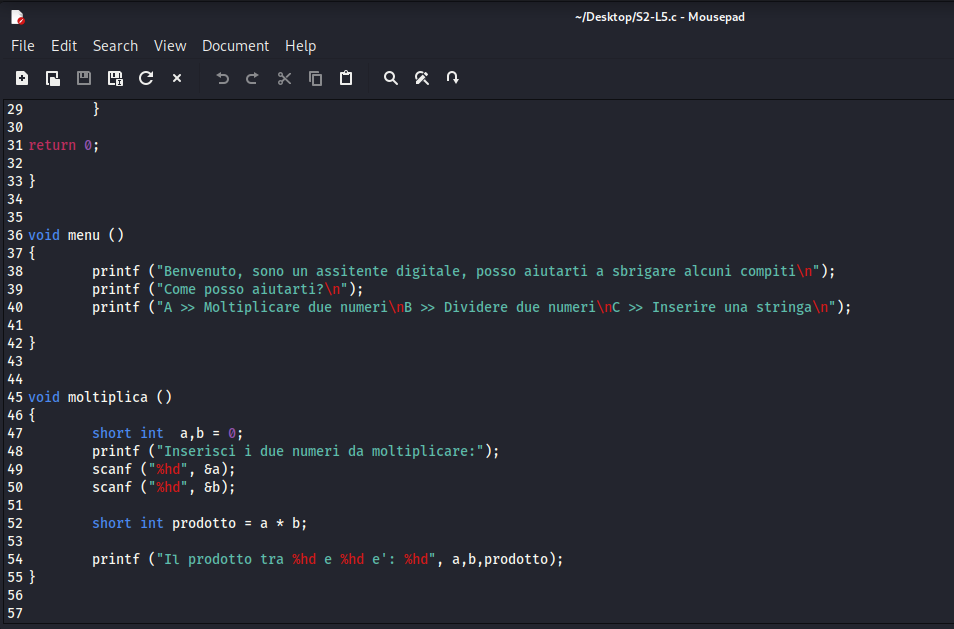 ~/Desktop/S2-L5.c - Mousepad
File Edit Search View Document Help
29 }
30
31 return 0;
32
33 }
34
35
36 void menu ()
37 {
38 printf ("Benvenuto, sono un assitente digitale, posso aiutarti a sbrigare alcuni compiti\n");
39 printf ("Come posso aiutarti?\n");
40 printf ("A >> Moltiplicare due numeri\nB >> Dividere due numeri\nC >> Inserire una stringa\n");
41
42 }
43
44
45 void moltiplica ()
46 {
47 short int  a,b = 0;
48 printf ("Inserisci i due numeri da moltiplicare:");
49 scanf ("%hd", &a);
50 scanf ("%hd", &b);
51
52 short int prodotto = a * b;
53
54 printf ("Il prodotto tra %hd e %hd e': %hd", a,b,prodotto);
55 }
56
57